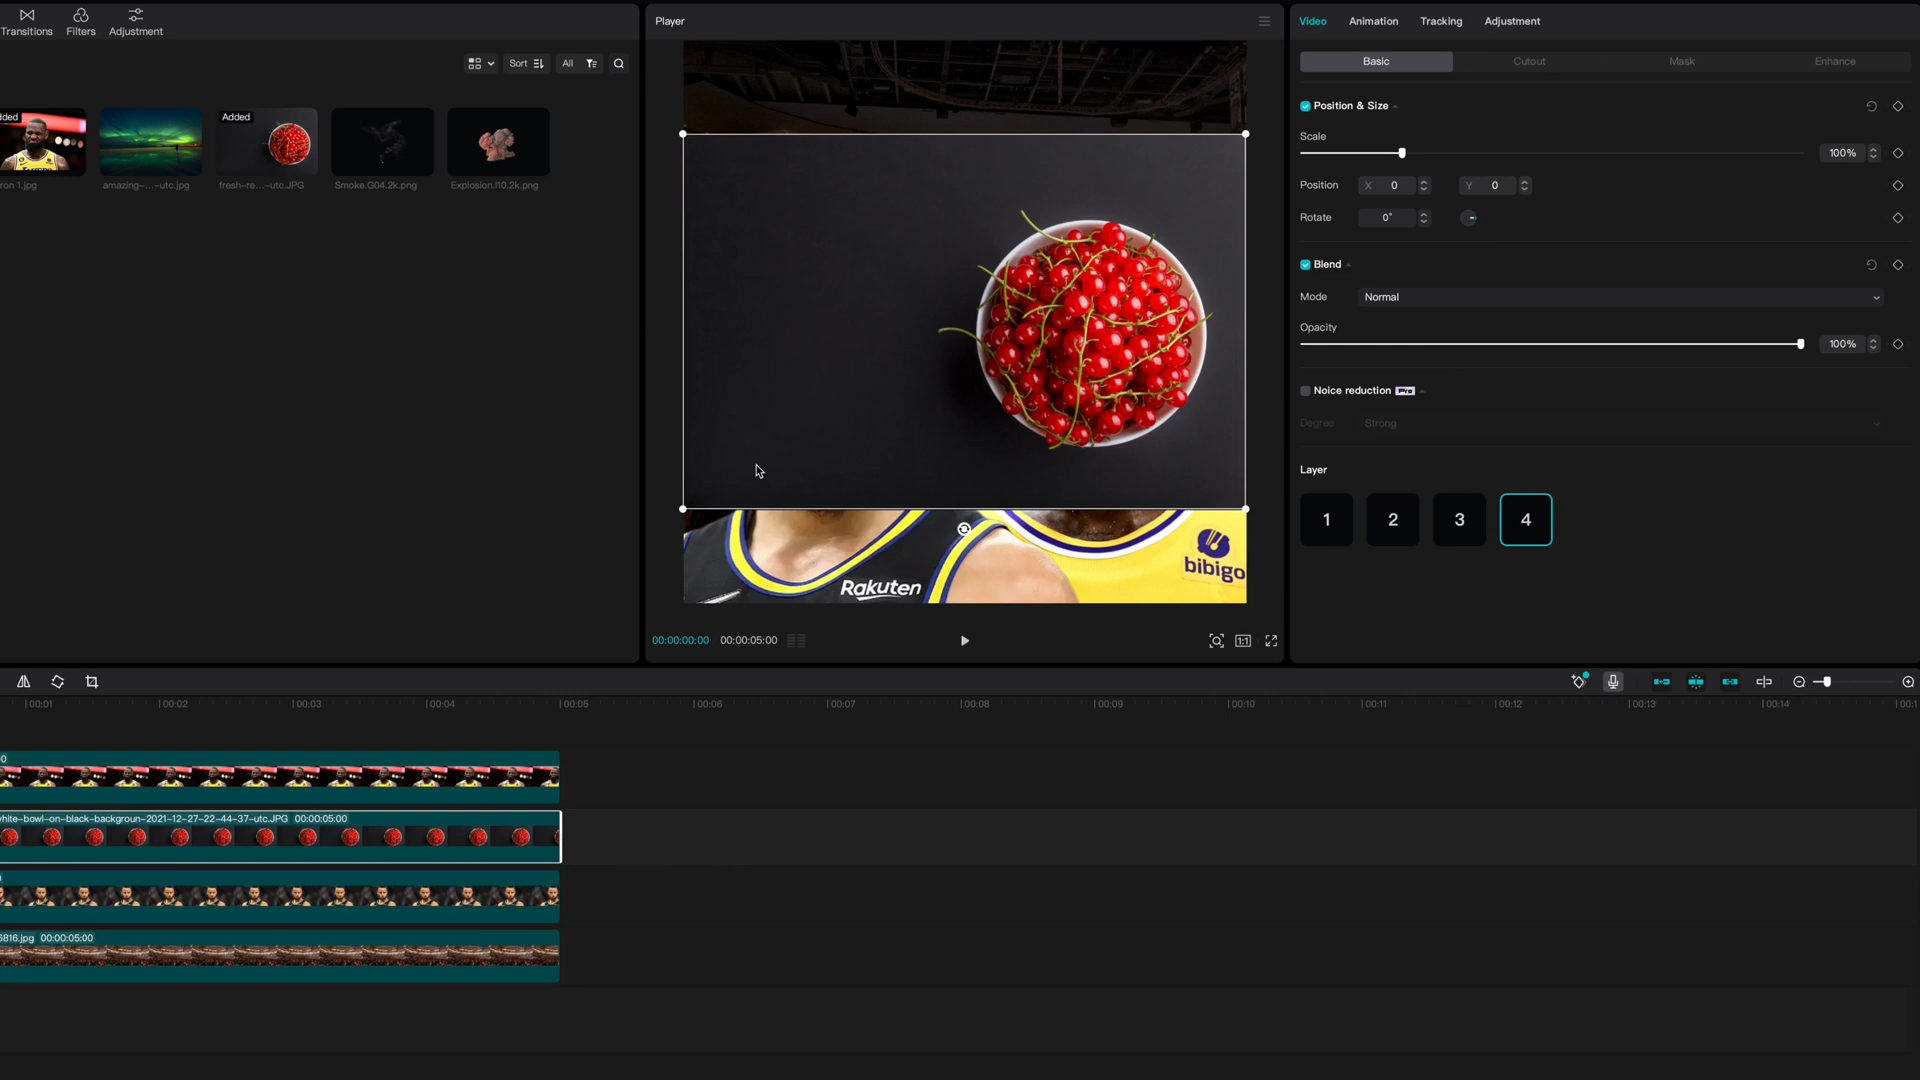 Transitions
Filters
Adjustment
Sort
All
dded
Added
ron 1.jpg
amazing-...-utc.jpg
fresh-re...-utc.JPG
Smoke.G04.2k.png
Explosion.I10.2k.png
Player
Rakuten
bibigo
00:00:00:00
00:00:05:00
1:1
Video
Animation
Tracking
Adjustment
Basic
Cutout
Mask
Enhance
Position & Size
Scale
100%
Position
X 0
Y 0
Rotate
0°
Blend
Mode
Normal
Opacity
100%
Noice reduction Pro
Degree
Strong
Layer
1
2
3
4
00:01
00:02
00:03
00:04
00:05
00:06
00:07
00:08
00:09
00:10
00:11
00:12
00:13
00:14
00:1
0
white-bowl-on-black-backgroun-2021-12-27-22-44-37-utc.JPG 00:00:05:00
6816.jpg 00:00:05:00